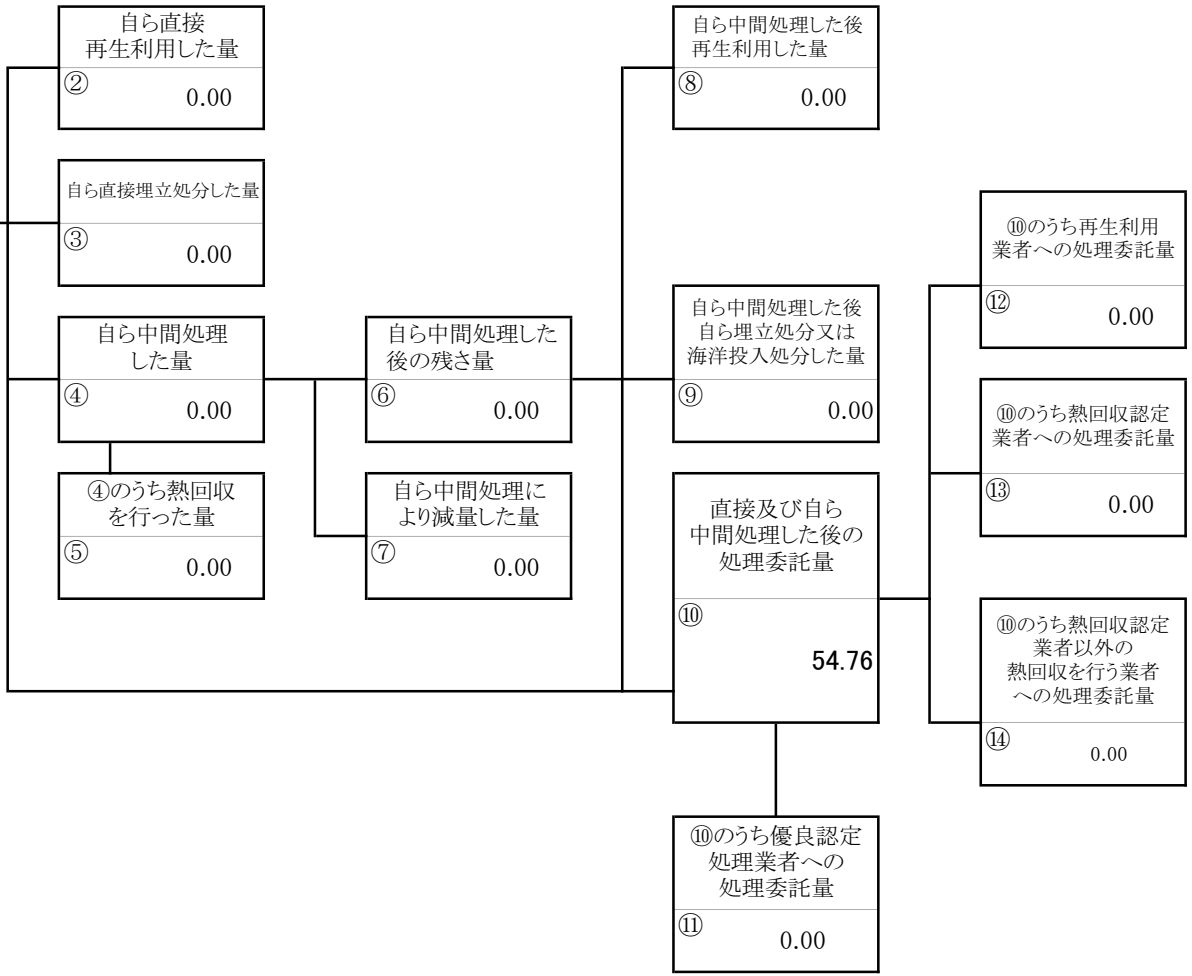 自ら直接
再生利用した量
②
0.00
自ら直接埋立処分した量
③
0.00
自ら中間処理
した量
④
0.00
④のうち熱回収
を行った量
⑤
0.00
自ら中間処理した
後の残さ量
⑥
0.00
自ら中間処理に
より減量した量
⑦
0.00
自ら中間処理した後
再生利用した量
⑧
0.00
自ら中間処理した後
自ら埋立処分又は
海洋投入処分した量
⑨
0.00
直接及び自ら
中間処理した後の
処理委託量
⑩
54.76
⑩のうち優良認定
処理業者への
処理委託量
⑪
0.00
⑩のうち再生利用
業者への処理委託量
⑫
0.00
⑩のうち熱回収認定
業者への処理委託量
⑬
0.00
⑩のうち熱回収認定
業者以外の
熱回収を行う業者
への処理委託量
⑭
0.00